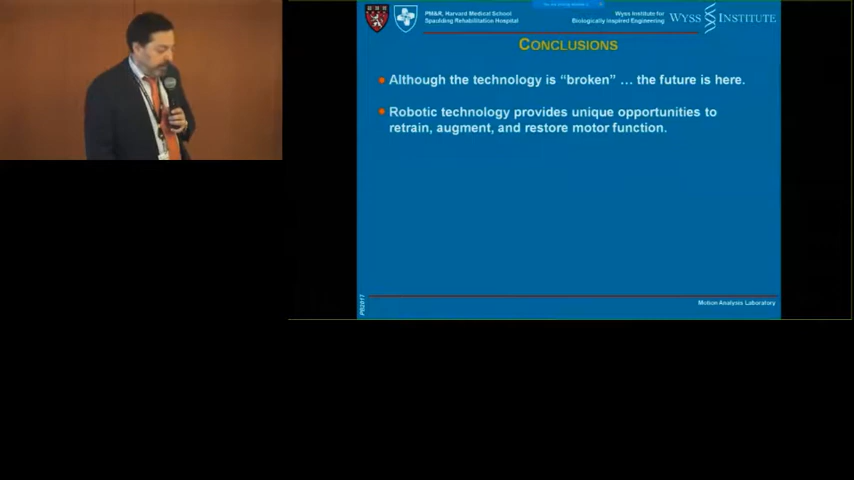 PM&R, Harvard Medical School
Spaulding Rehabilitation Hospital
Wyss Institute for
Biologically Inspired Engineering
WYSS INSTITUTE
CONCLUSIONS
Although the technology is "broken" … the future is here.
Robotic technology provides unique opportunities to
retrain, augment, and restore motor function.
Motion Analysis Laboratory